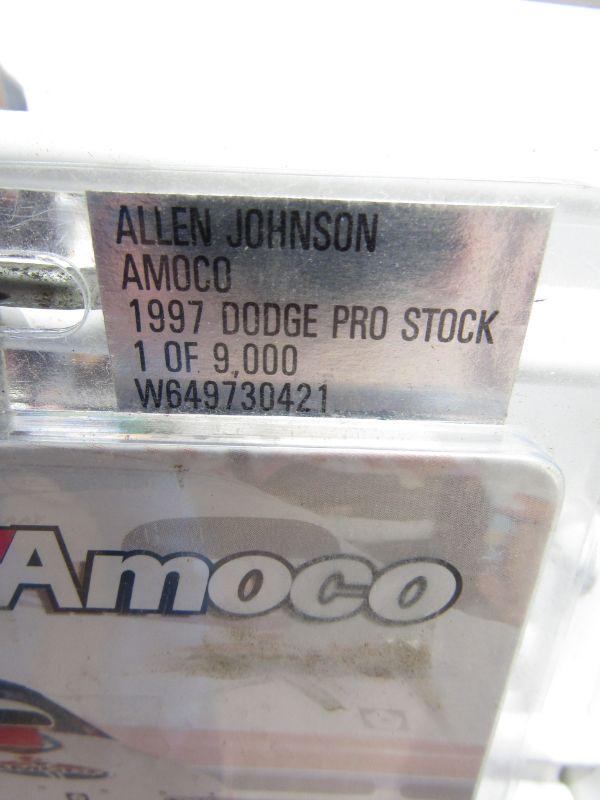 ALLEN JOHNSON
AMOCO
1997 DODGE PRO STOCK
1 OF 9,000
W649730421
Amoco